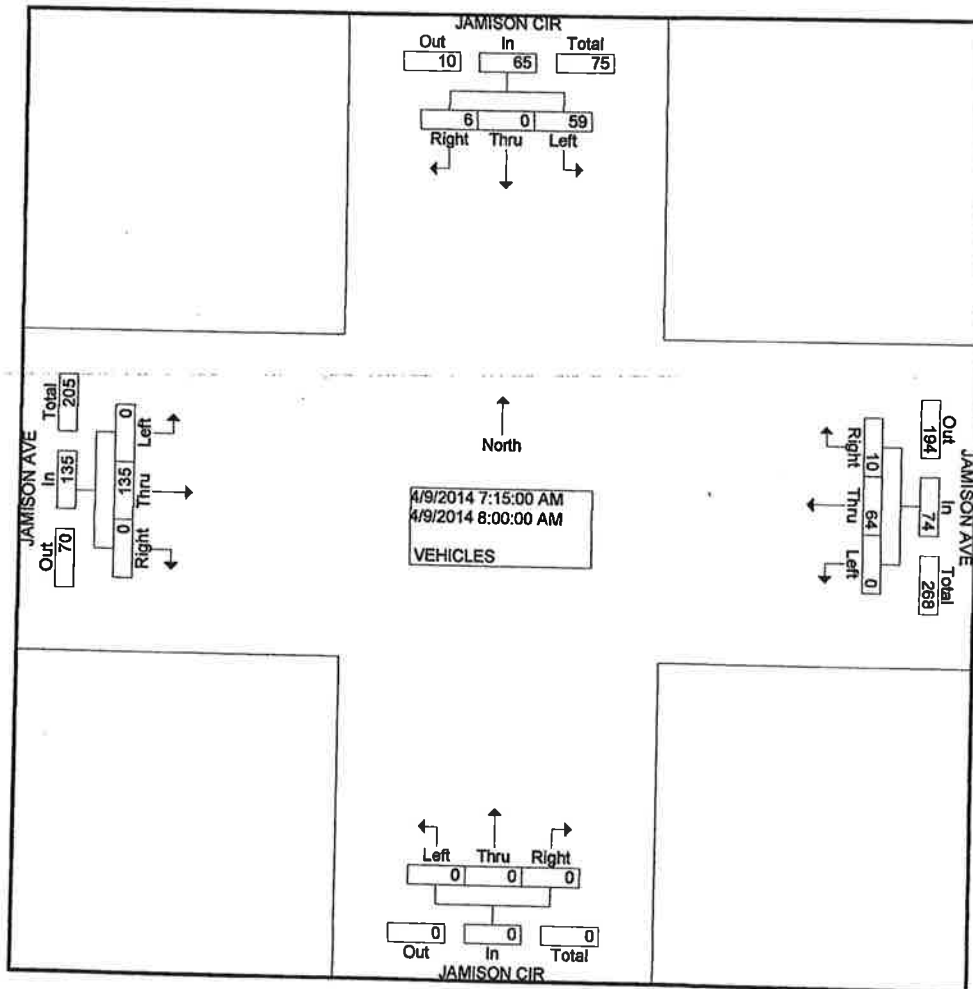 JAMISON CIR
Out In Total
10 65 75
6 0 59
Right Thru Left
JAMISON AVE
Out In Total
70 135 205
0 135 0
Right Thru Left
North
4/9/2014 7:15:00 AM
4/9/2014 8:00:00 AM
VEHICLES
JAMISON AVE
Out In Total
194 74 268
10 64 0
Right Thru Left
Left Thru Right
0 0 0
0 0 0
Out In Total
JAMISON CIR